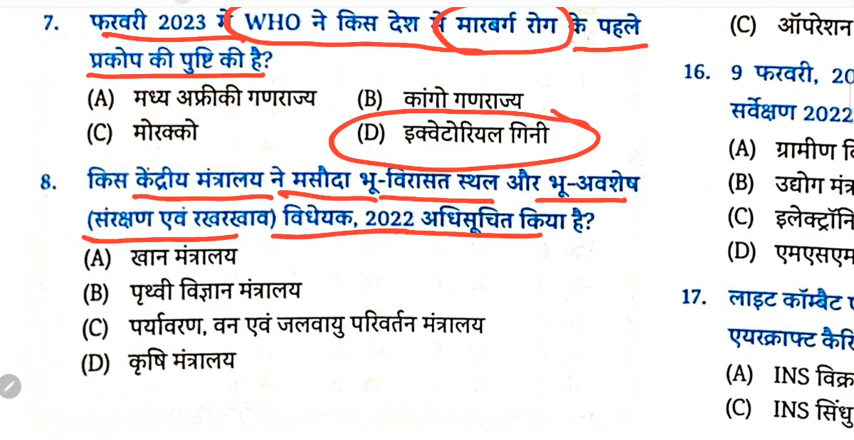 7. फरवरी 2023 में WHO ने किस देश में मारबर्ग रोग के पहले
प्रकोप की पुष्टि की है?
(A) मध्य अफ्रीकी गणराज्य (B) कांगो गणराज्य
(C) मोरक्को (D) इक्वेटोरियल गिनी
8. किस केंद्रीय मंत्रालय ने मसौदा भू-विरासत स्थल और भू-अवशेष
(संरक्षण एवं रखरखाव) विधेयक, 2022 अधिसूचित किया है?
(A) खान मंत्रालय
(B) पृथ्वी विज्ञान मंत्रालय
(C) पर्यावरण, वन एवं जलवायु परिवर्तन मंत्रालय
(D) कृषि मंत्रालय
(C) ऑपरेशन
16. 9 फरवरी, 20
सर्वेक्षण 2022
(A) ग्रामीण
(B) उद्योग
(C)
(D)
17. लाइट कॉम्बैट
एयरक्राफ्ट
(A) INS
(C) INS